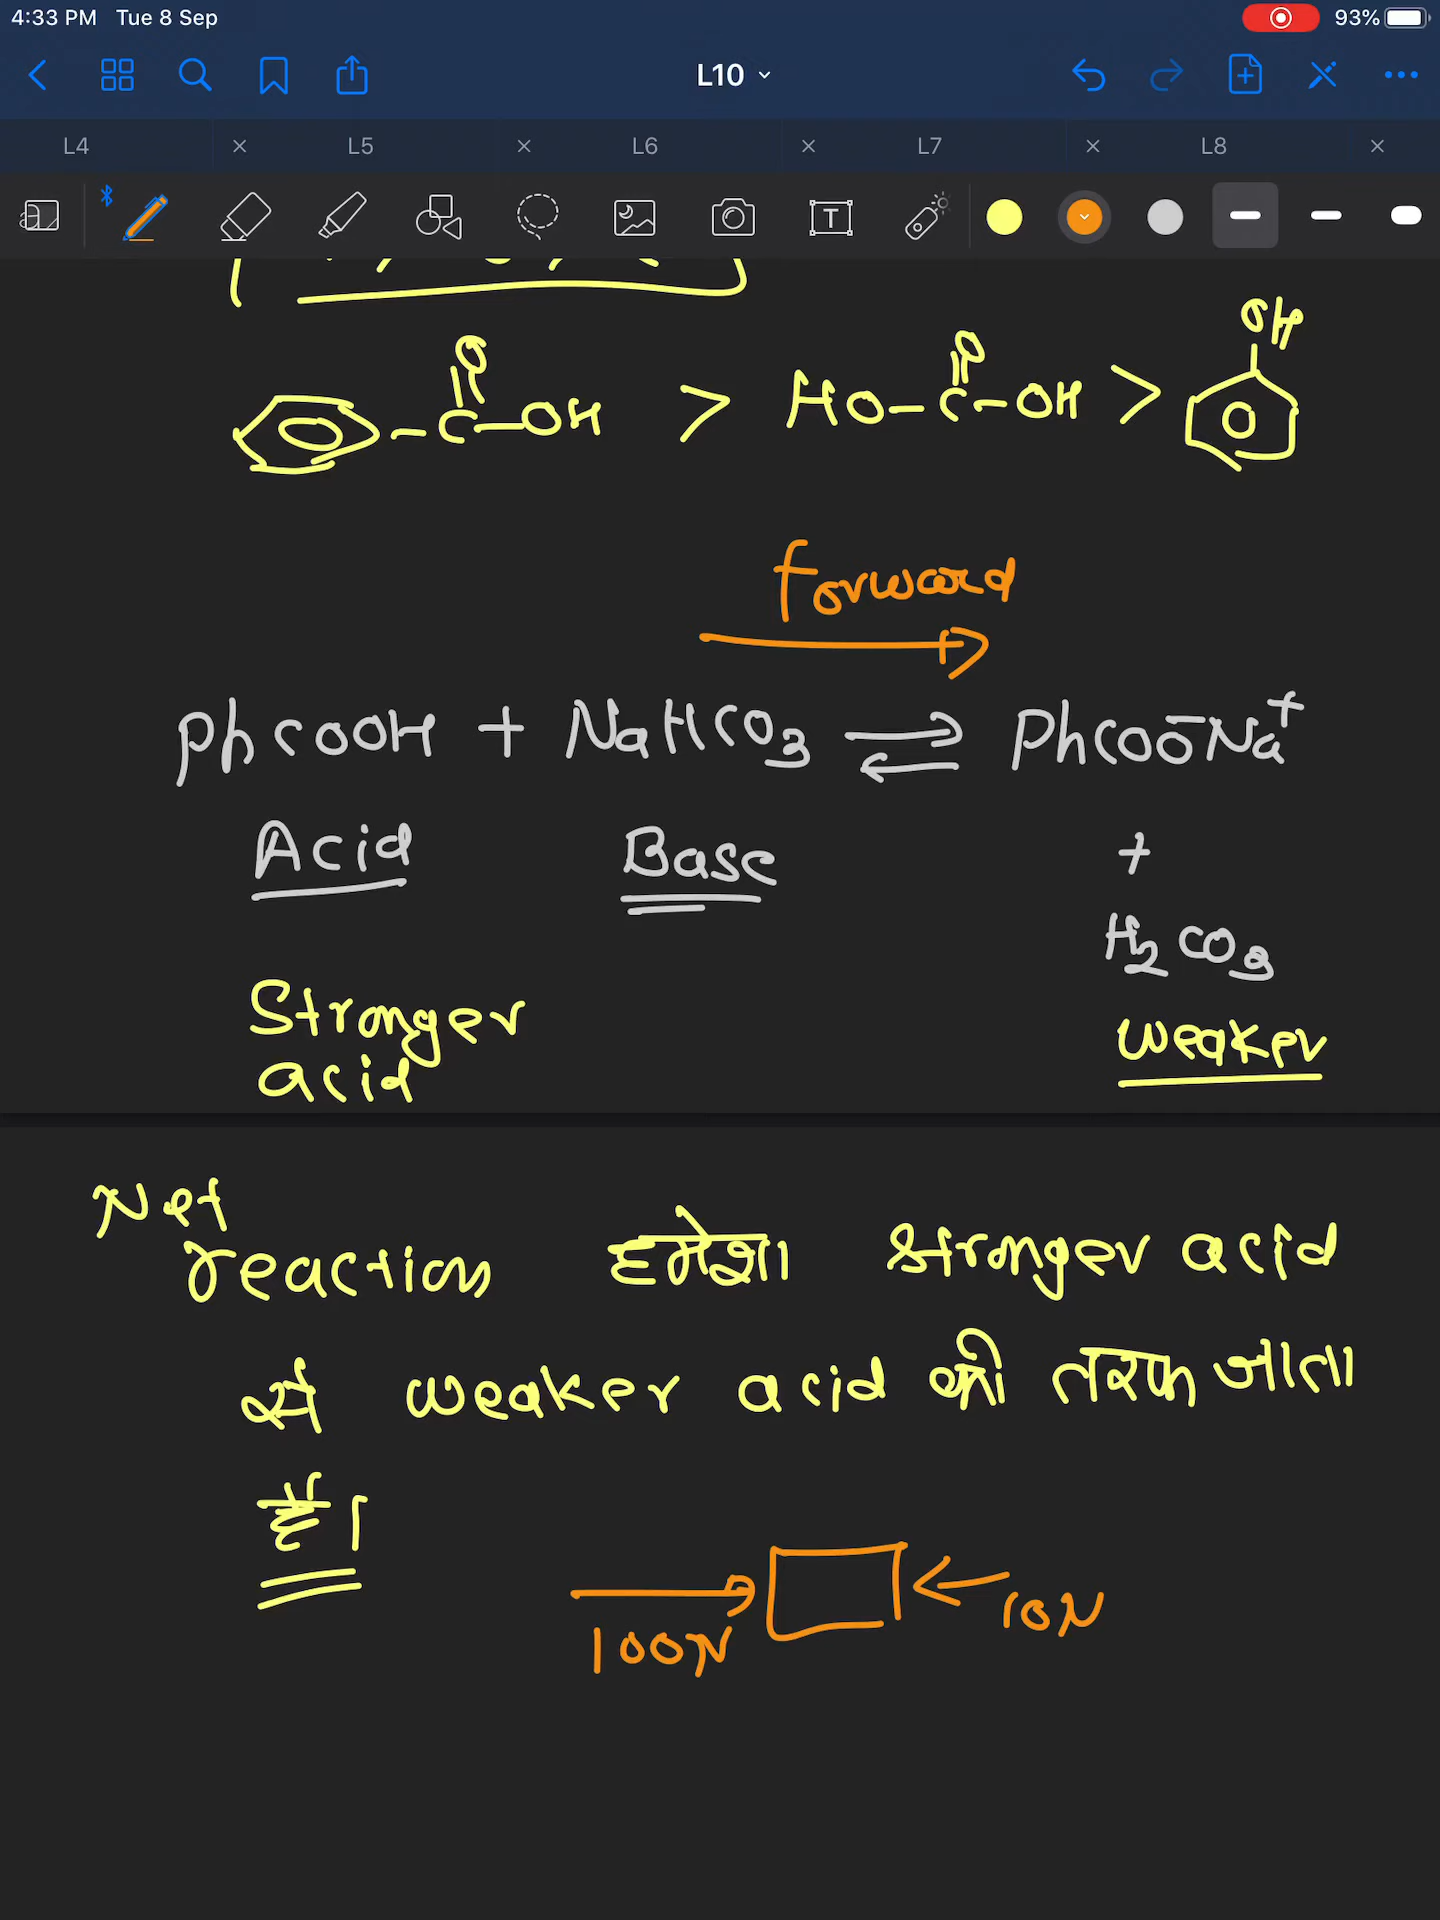 4:33 PM Tue 8 Sep 93%
L10
L4 L5 L6 L7 L8
T
O O OH
C-OH > HO-C-OH >
forward
PhCOOH + NaHCO3 ⇌ PhCOO⁻Na⁺
Acid Base +
H2CO3
Stronger weaker
acid
Net
reaction हमेशा stronger acid
से weaker acid की तरफ जाता
है।
100N 10N